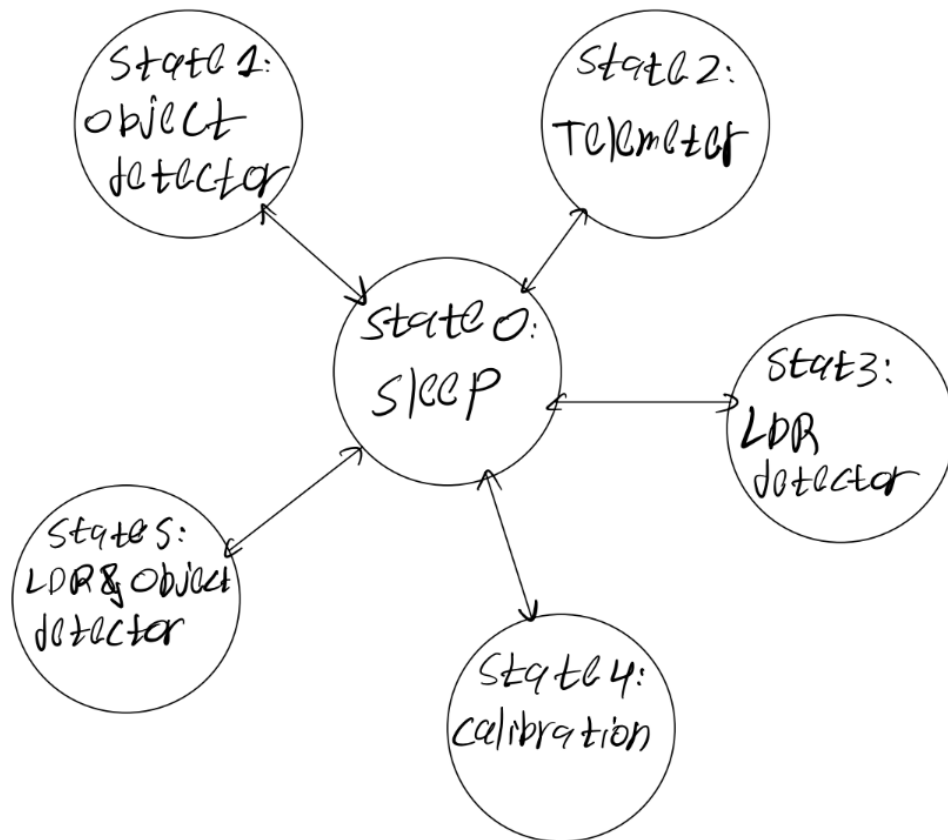 State 1:
Object
detector
State 2:
Telemeter
State 0:
Sleep
Stat3:
LDR
detector
State 5:
LDR & Object
detector
State 4:
Calibration